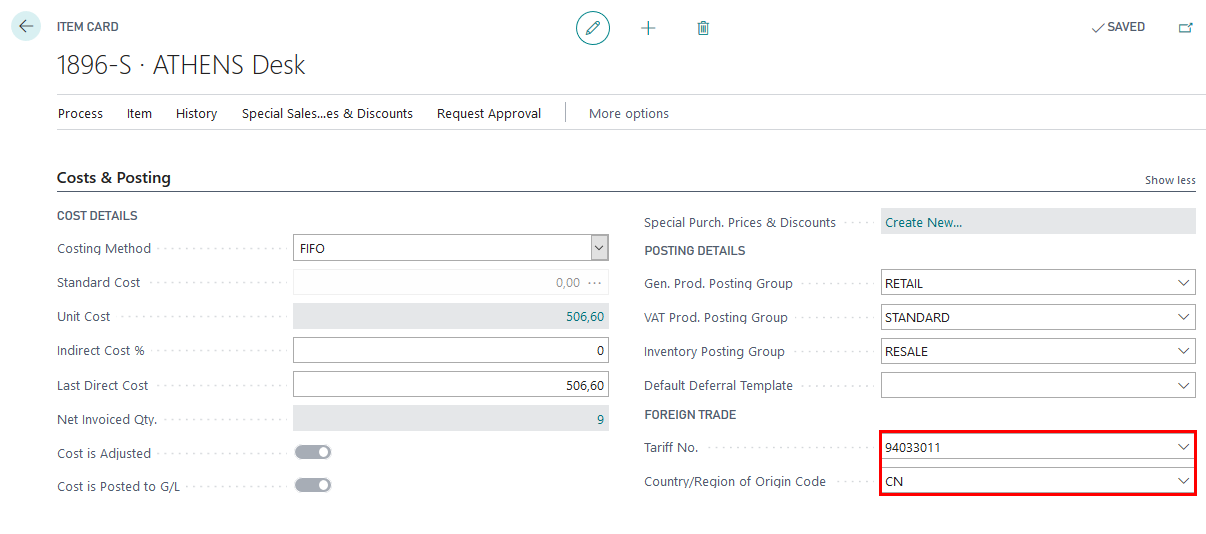 ITEM CARD
SAVED
1896-S · ATHENS Desk
Process Item History Special Sales...es & Discounts Request Approval More options
Costs & Posting
Show less
COST DETAILS
Costing Method FIFO
Standard Cost 0,00 ...
Unit Cost 506,60
Indirect Cost % 0
Last Direct Cost 506,60
Net Invoiced Qty. 9
Cost is Adjusted
Cost is Posted to G/L
Special Purch. Prices & Discounts Create New...
POSTING DETAILS
Gen. Prod. Posting Group RETAIL
VAT Prod. Posting Group STANDARD
Inventory Posting Group RESALE
Default Deferral Template
FOREIGN TRADE
Tariff No. 94033011
Country/Region of Origin Code CN